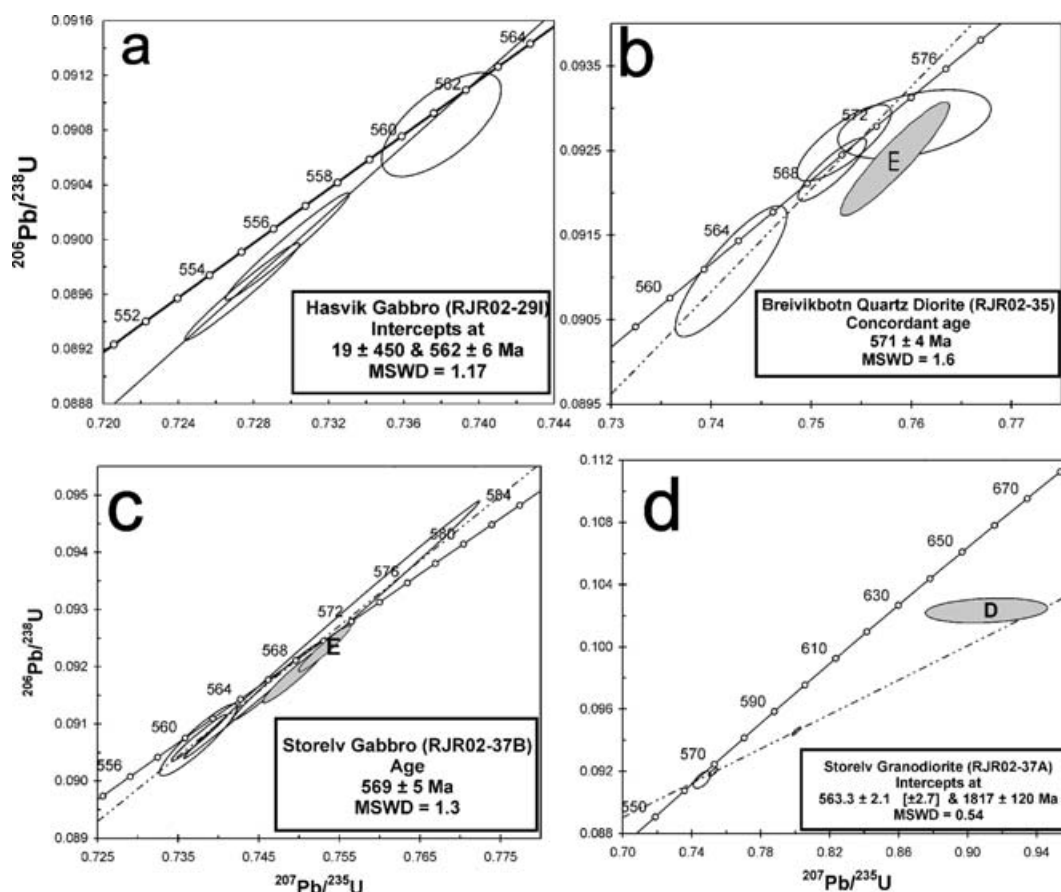 a
0.0916
0.0912
0.0908
0.0904
0.0900
0.0896
0.0892
0.0888
206Pb/238U
552
554
556
558
560
562
564
Hasvik Gabbro (RJR02-29I)
Intercepts at
19 ± 450 & 562 ± 6 Ma
MSWD = 1.17
0.720 0.724 0.728 0.732 0.736 0.740 0.744
b
0.0935
0.0925
0.0915
0.0905
0.0895
560
564
568
572
576
E
Breivikbotn Quartz Diorite (RJR02-35)
Concordant age
571 ± 4 Ma
MSWD = 1.6
0.73 0.74 0.75 0.76 0.77
c
0.095
0.094
0.093
0.092
0.091
0.090
0.089
206Pb/238U
556
560
564
568
572
576
580
584
E
Storelv Gabbro (RJR02-37B)
Age
569 ± 5 Ma
MSWD = 1.3
0.725 0.735 0.745 0.755 0.765 0.775
207Pb/235U
d
0.112
0.108
0.104
0.100
0.096
0.092
0.088
550
570
590
610
630
650
670
D
Storelv Granodiorite (RJR02-37A)
Intercepts at
563.3 ± 2.1 [±2.7] & 1817 ± 120 Ma
MSWD = 0.54
0.70 0.74 0.78 0.82 0.86 0.90 0.94
207Pb/235U